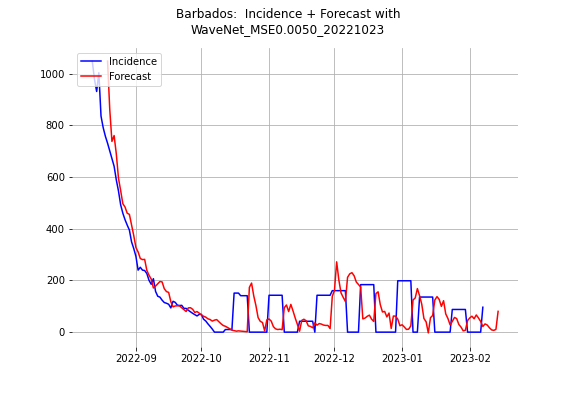 Barbados:  Incidence + Forecast with
WaveNet_MSE0.0050_20221023
Incidence
Forecast
1000
800
600
400
200
0
2022-09 2022-10 2022-11 2022-12 2023-01 2023-02